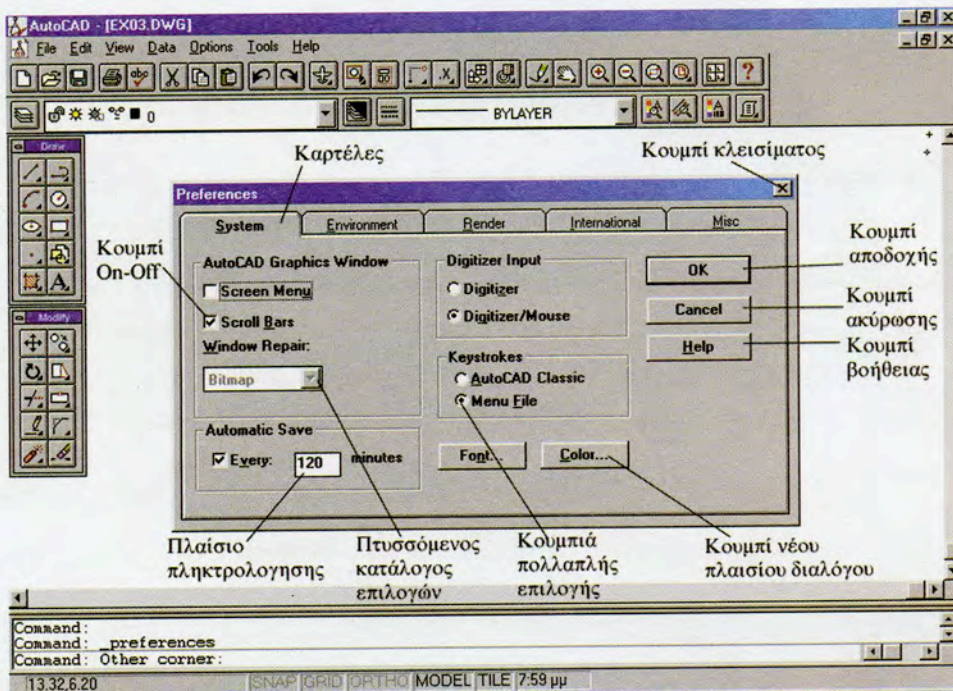 AutoCAD - [EX03.DWG]
File Edit View Data Options Tools Help
abc
.X.
?
0
BYLAYER
Draw
A
Modify
Καρτέλες
Κουμπί κλεισίματος
Preferences
System Environment Render International Misc
Κουμπί
On-Off
AutoCAD Graphics Window
Screen Menu
Scroll Bars
Window Repair:
Bitmap
Automatic Save
Every: 120 minutes
Digitizer Input
Digitizer
Digitizer/Mouse
Keystrokes
AutoCAD Classic
Menu File
Font...
Color...
OK
Cancel
Help
Κουμπί
αποδοχής
Κουμπί
ακύρωσης
Κουμπί
βοήθειας
Πλαίσιο
πληκτρολογησης
Πτυσσόμενος
κατάλογος
επιλογών
Κουμπιά
πολλαπλής
επιλογής
Κουμπί νέου
πλαισίου διαλόγου
Command:
Command: _preferences
Command: Other corner:
13.32,6.20 SNAP GRID ORTHO MODEL TILE 7:59 μμ